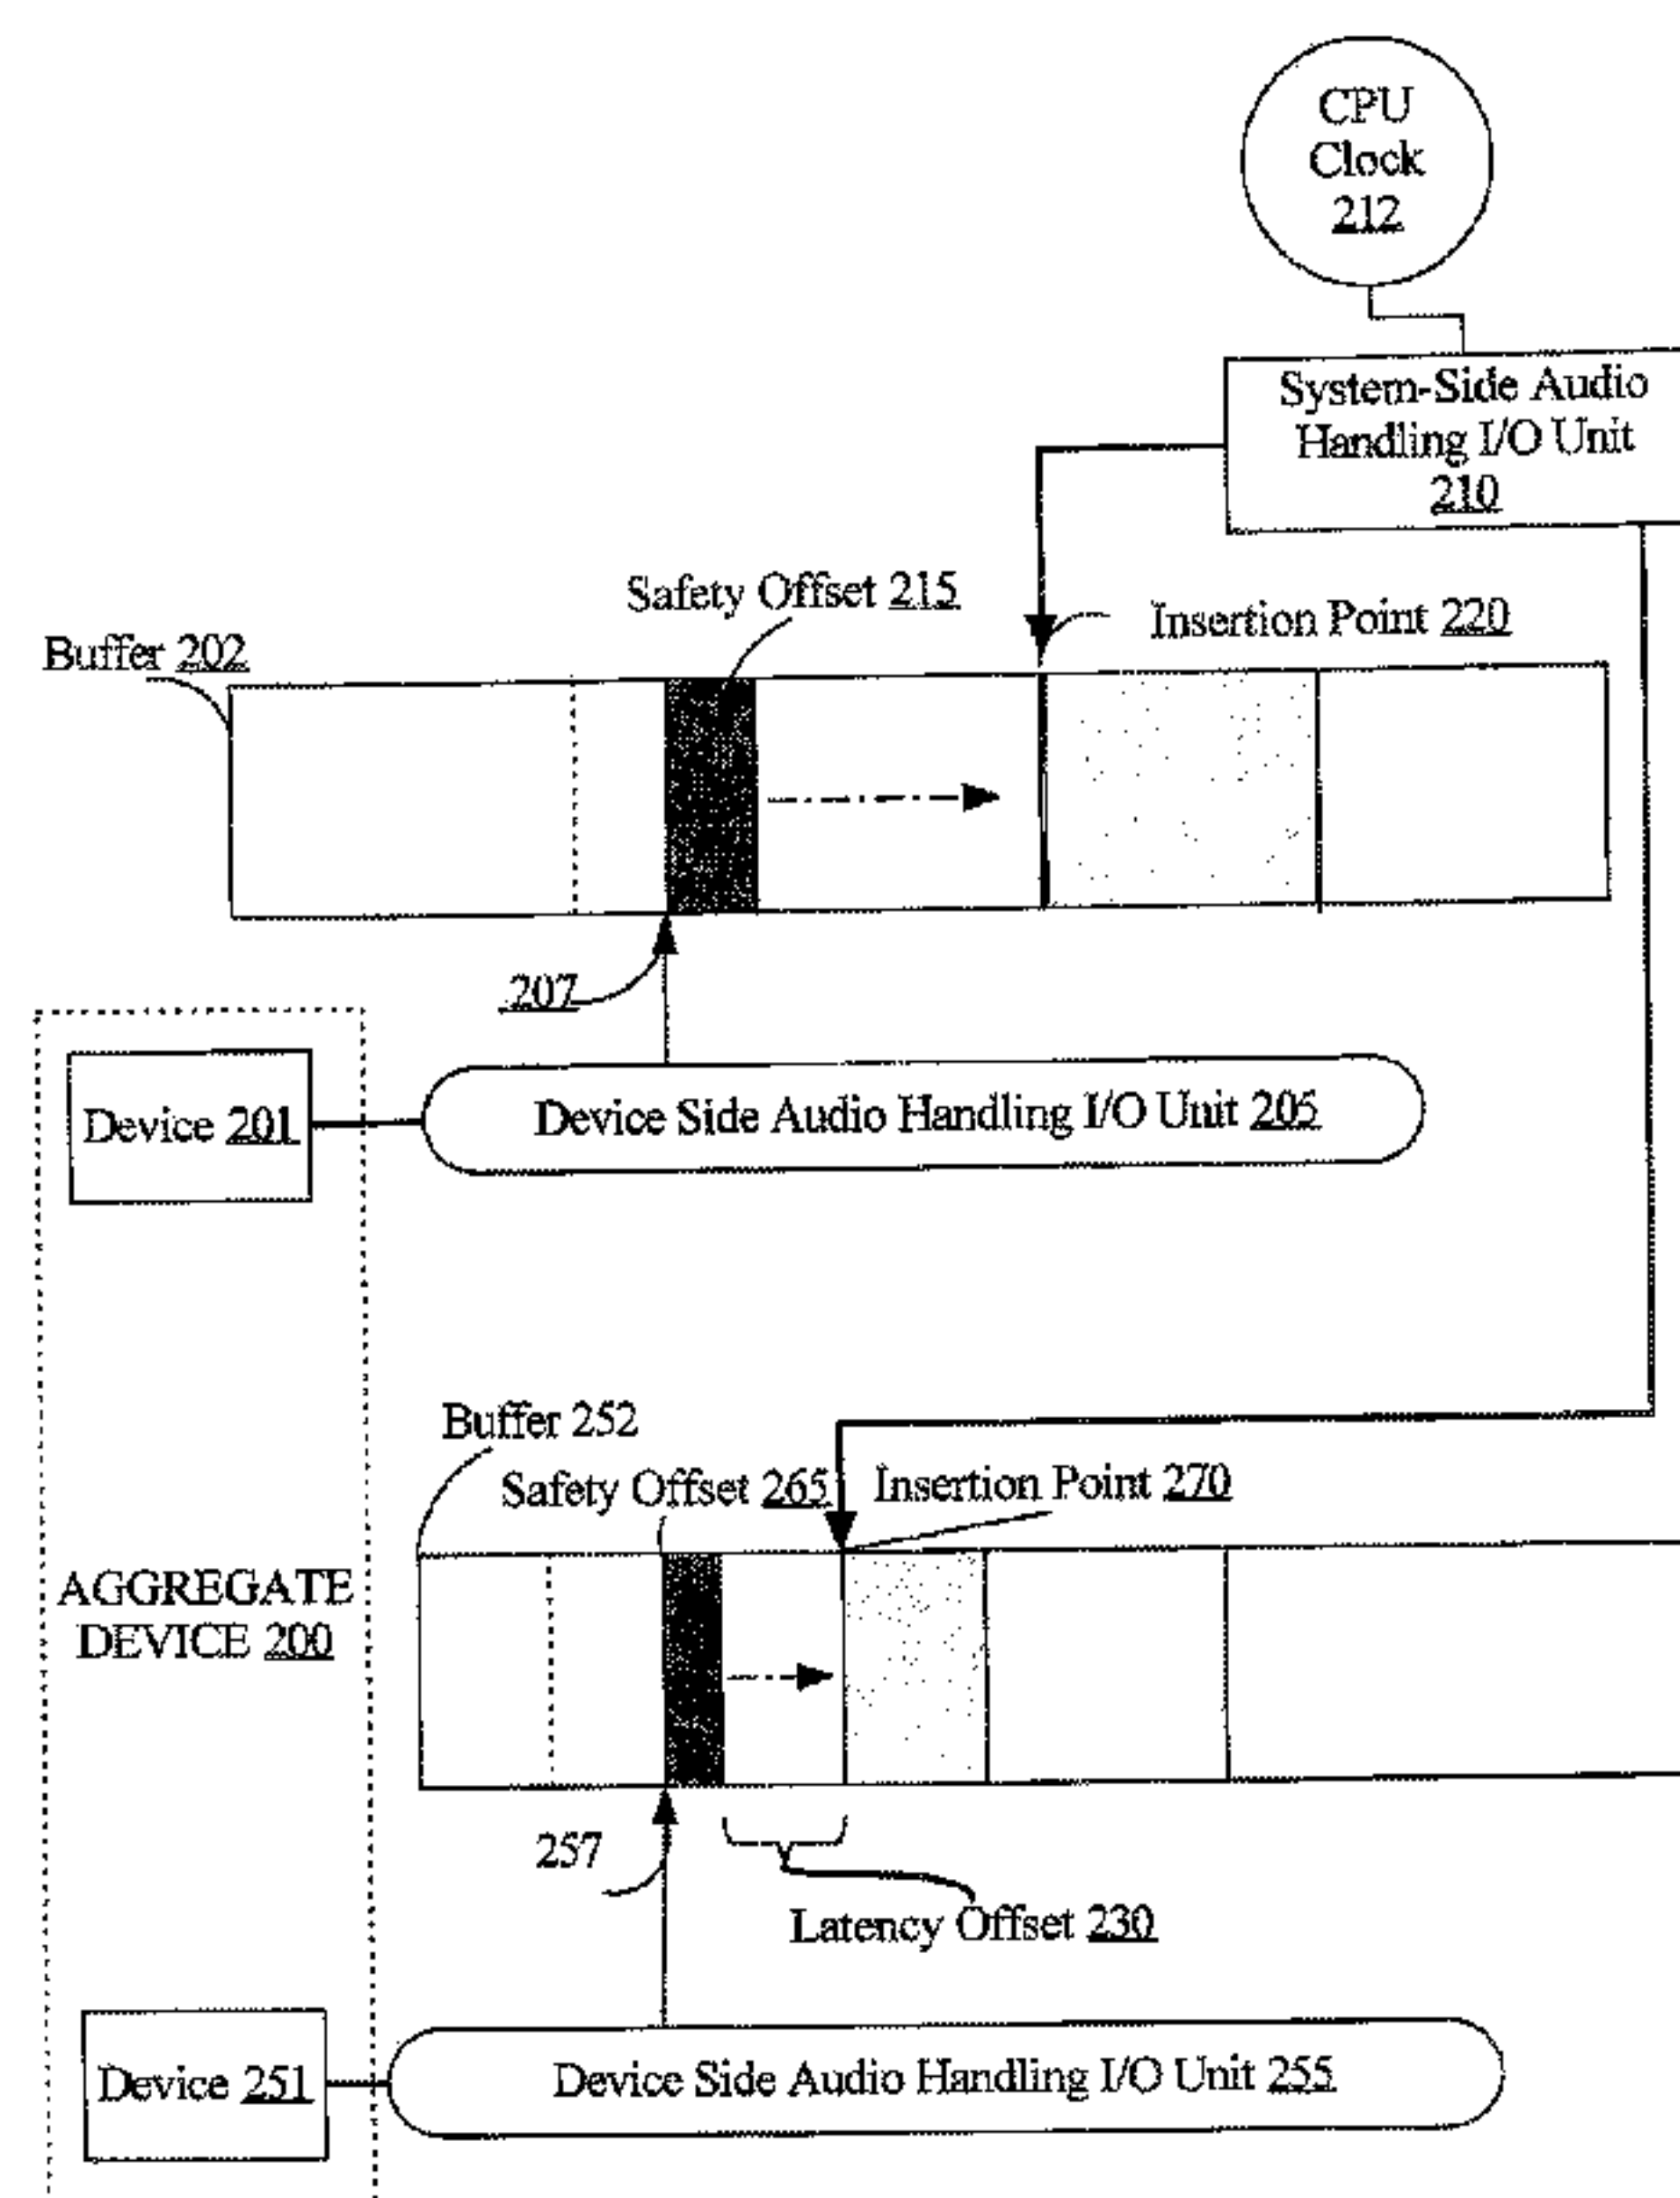 CPU
Clock
212
System-Side Audio
Handling I/O Unit
210
Safety Offset 215
Insertion Point 220
Buffer 202
207
Device 201
Device Side Audio Handling I/O Unit 205
Buffer 252
Safety Offset 265
Insertion Point 270
AGGREGATE
DEVICE 200
257
Latency Offset 230
Device 251
Device Side Audio Handling I/O Unit 255